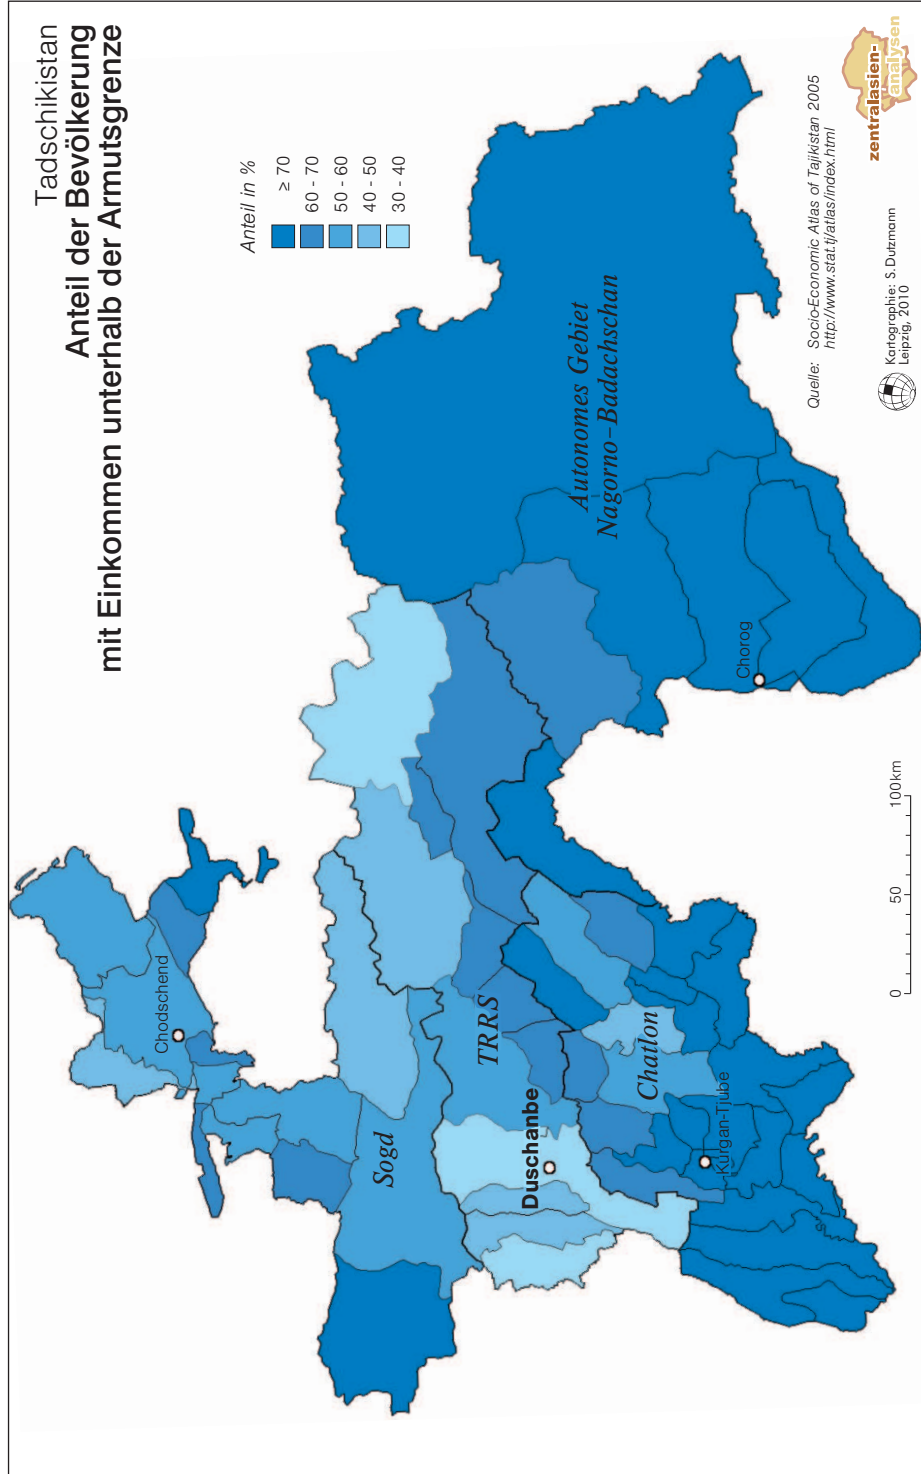 Tadschikistan
Anteil der Bevölkerung
mit Einkommen unterhalb der Armutsgrenze
Anteil in %
≥ 70
60 - 70
50 - 60
40 - 50
30 - 40
Chodschend
Sogd
TRRS
Duschanbe
Chatlon
Kurgan-Tjube
Autonomes Gebiet
Nagorno-Badachschan
Chorog
0 50 100km
Quelle: Socio-Economic Atlas of Tajikistan 2005
http://www.stat.tj/atlas/index.html
Kartographie: S. Dutzmann
Leipzig, 2010
zentralasien-
analysen